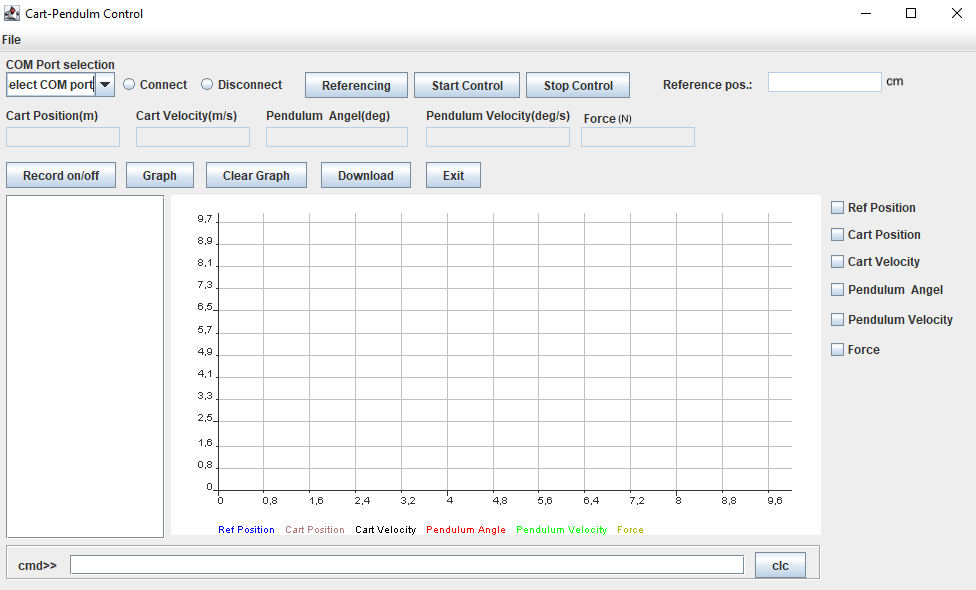 Cart-Pendulm Control
File
COM Port selection
elect COM port Connect Disconnect Referencing Start Control Stop Control Reference pos.: cm
Cart Position(m) Cart Velocity(m/s) Pendulum Angel(deg) Pendulum Velocity(deg/s) Force (N)
Record on/off Graph Clear Graph Download Exit
Ref Position
Cart Position
Cart Velocity
Pendulum Angel
Pendulum Velocity
Force
9,7
8,9
8,1
7,3
6,5
5,7
4,9
4,1
3,3
2,5
1,6
0,8
0
0 0,8 1,6 2,4 3,2 4 4,8 5,6 6,4 7,2 8 8,8 9,6
Ref Position Cart Position Cart Velocity Pendulum Angle Pendulum Velocity Force
cmd>> clc